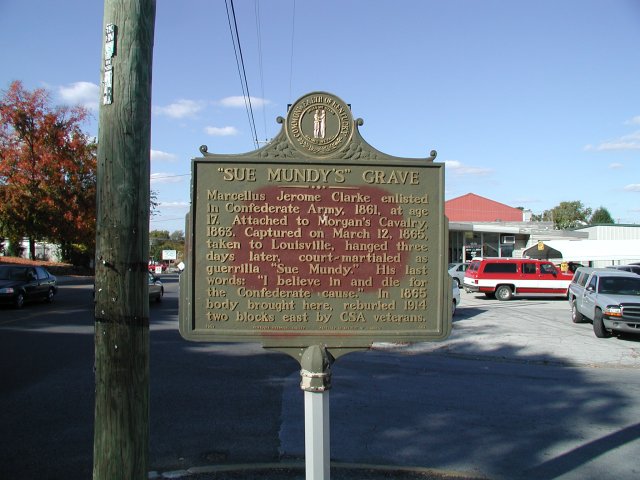 COMMONWEALTH OF KENTUCKY
"SUE MUNDY'S" GRAVE
Marcellus Jerome Clarke enlisted
in Confederate Army, 1861, at age
17. Attached to Morgan's Cavalry,
1863. Captured on March 12, 1865,
taken to Louisville, hanged three
days later, court-martialed as
guerrilla "Sue Mundy." His last
words: "I believe in and die for
the Confederate cause." In 1865
body brought here, reburied 1914
two blocks east by CSA veterans.